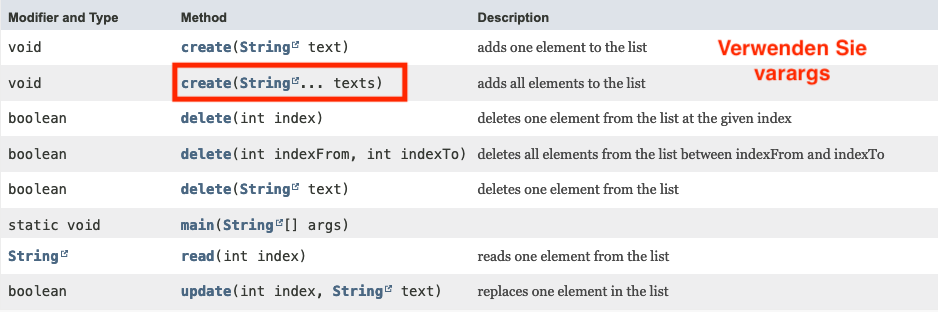 Modifier and Type Method Description
void create(String text) adds one element to the list
Verwenden Sie
varargs
void create(String... texts) adds all elements to the list
boolean delete(int index) deletes one element from the list at the given index
boolean delete(int indexFrom, int indexTo) deletes all elements from the list between indexFrom and indexTo
boolean delete(String text) deletes one element from the list
static void main(String[] args)
String read(int index) reads one element from the list
boolean update(int index, String text) replaces one element in the list